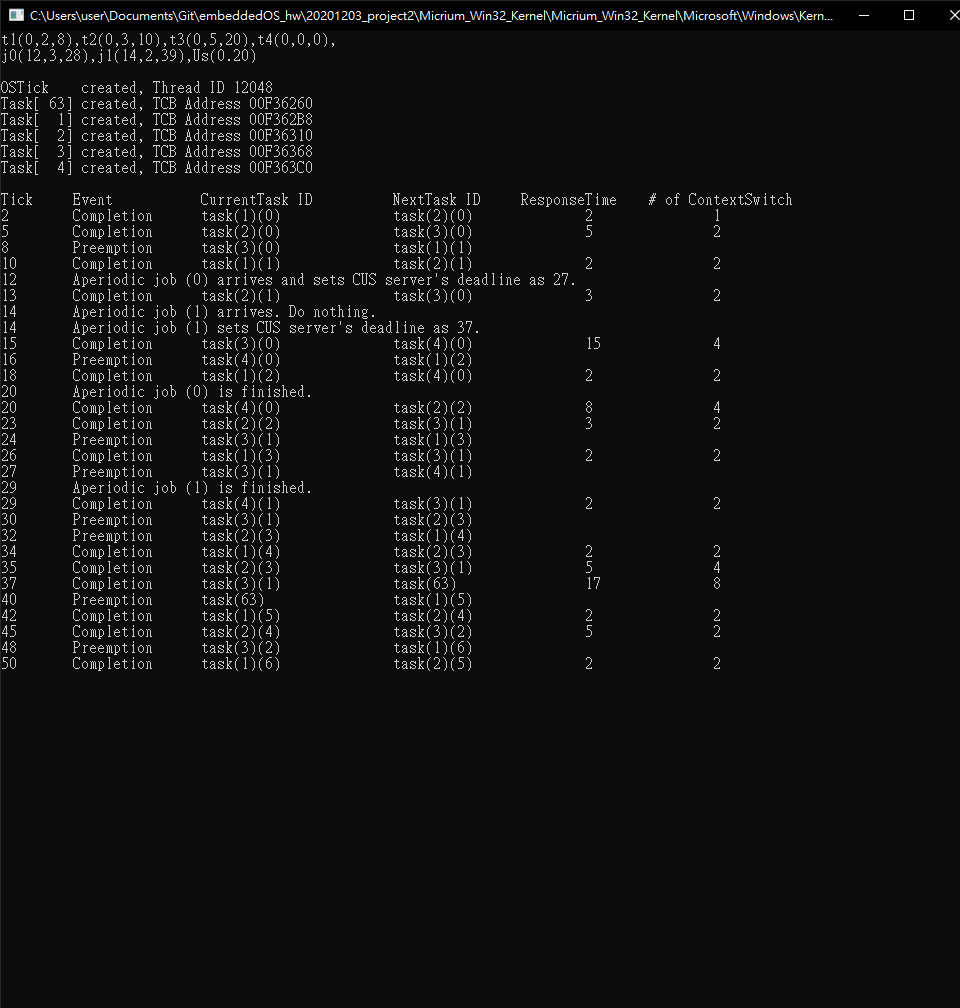 C:\Users\user\Documents\Git\embeddedOS_hw\20201203_project2\Micrium_Win32_Kernel\Micrium_Win32_Kernel\Microsoft\Windows\Kern...
t1(0,2,8),t2(0,3,10),t3(0,5,20),t4(0,0,0),
j0(12,3,28),j1(14,2,39),Us(0.20)
OSTick created, Thread ID 12048
Task[ 63] created, TCB Address 00F36260
Task[ 1] created, TCB Address 00F362B8
Task[ 2] created, TCB Address 00F36310
Task[ 3] created, TCB Address 00F36368
Task[ 4] created, TCB Address 00F363C0
Tick Event CurrentTask ID NextTask ID ResponseTime # of ContextSwitch
2 Completion task(1)(0) task(2)(0) 2 1
5 Completion task(2)(0) task(3)(0) 5 2
8 Preemption task(3)(0) task(1)(1)
10 Completion task(1)(1) task(2)(1) 2 2
12 Aperiodic job (0) arrives and sets CUS server's deadline as 27.
13 Completion task(2)(1) task(3)(0) 3 2
14 Aperiodic job (1) arrives. Do nothing.
14 Aperiodic job (1) sets CUS server's deadline as 37.
15 Completion task(3)(0) task(4)(0) 15 4
16 Preemption task(4)(0) task(1)(2)
18 Completion task(1)(2) task(4)(0) 2 2
20 Aperiodic job (0) is finished.
20 Completion task(4)(0) task(2)(2) 8 4
23 Completion task(2)(2) task(3)(1) 3 2
24 Preemption task(3)(1) task(1)(3)
26 Completion task(1)(3) task(3)(1) 2 2
27 Preemption task(3)(1) task(4)(1)
29 Aperiodic job (1) is finished.
29 Completion task(4)(1) task(3)(1) 2 2
30 Preemption task(3)(1) task(2)(3)
32 Preemption task(2)(3) task(1)(4)
34 Completion task(1)(4) task(2)(3) 2 2
35 Completion task(2)(3) task(3)(1) 5 4
37 Completion task(3)(1) task(63) 17 8
40 Preemption task(63) task(1)(5)
42 Completion task(1)(5) task(2)(4) 2 2
45 Completion task(2)(4) task(3)(2) 5 2
48 Preemption task(3)(2) task(1)(6)
50 Completion task(1)(6) task(2)(5) 2 2